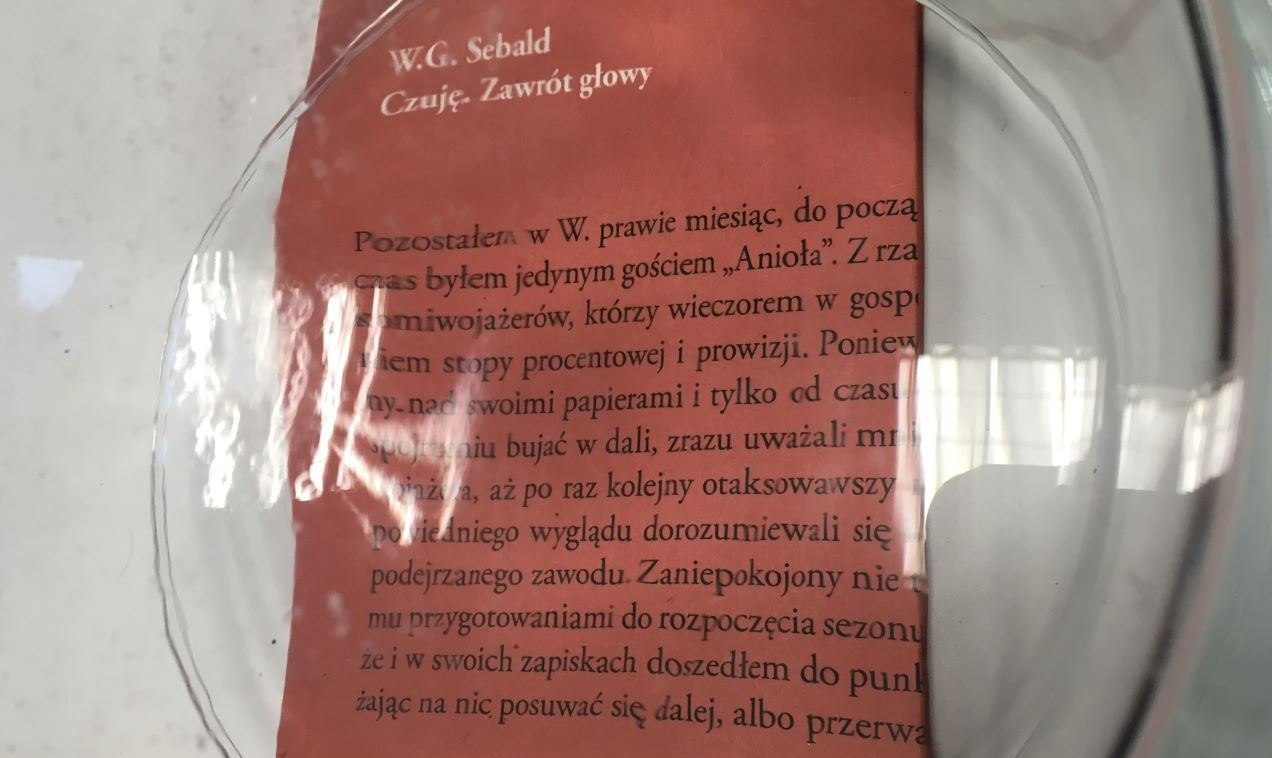 W.G. Sebald
Czuję. Zawrót głowy
Pozostałem w W. prawie miesiąc, do począ
czas byłem jedynym gościem „Anioła”. Z rza
komiwojażerów, którzy wieczorem w gosp
niem stopy procentowej i prowizji. Poniew
ny nad swoimi papierami i tylko od czasu
spojrzeniu bujać w dali, zrazu uważali mni
aż po raz kolejny otaksowawszy
powiedniego wyglądu dorozumiewali się
podejrzanego zawodu. Zaniepokojony nie
mu przygotowaniami do rozpoczęcia sezonu
że i w swoich zapiskach doszedłem do punk
żając na nic posuwać się dalej, albo przerwa